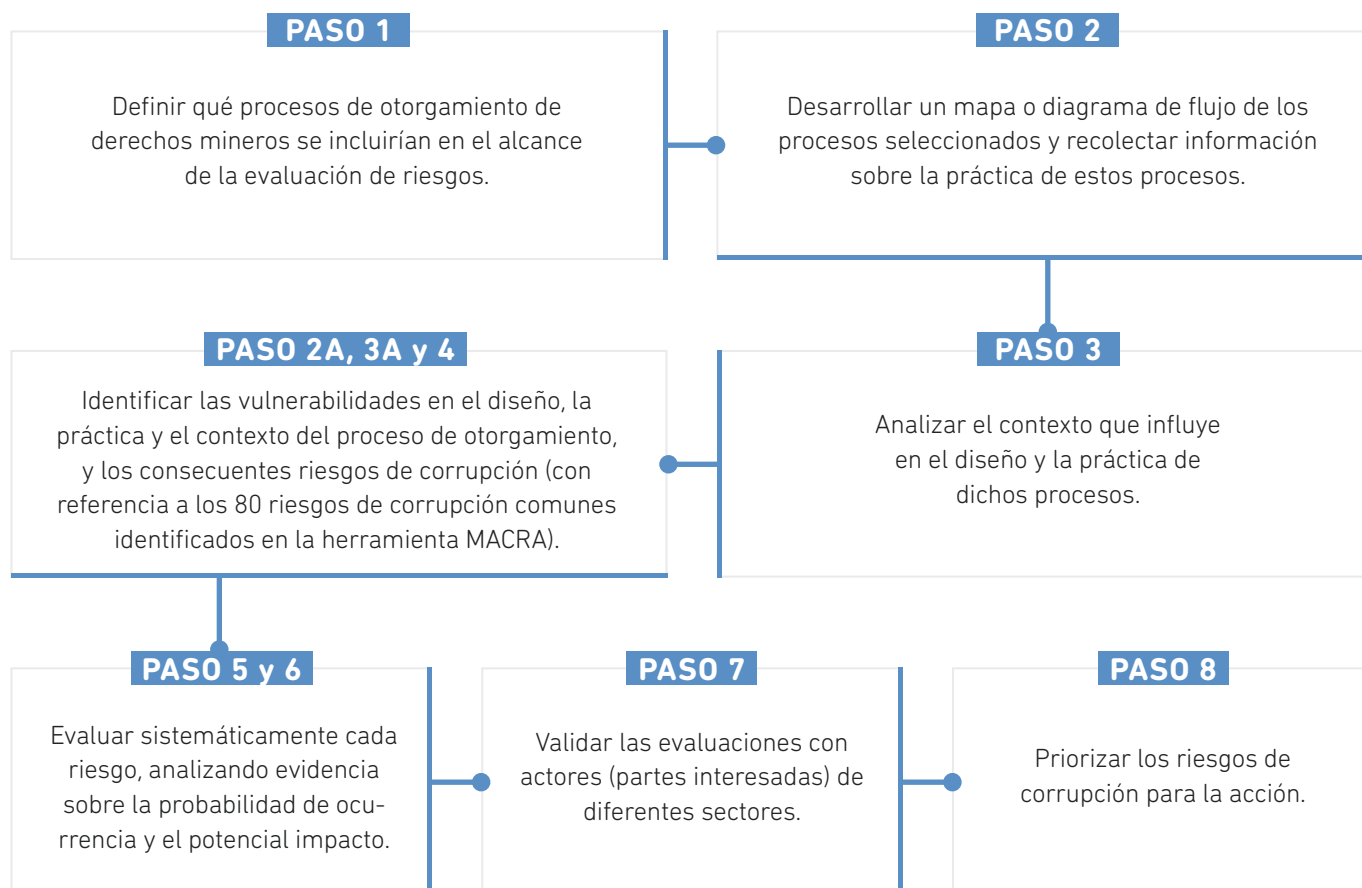 PASO 1
Definir qué procesos de otorgamiento de
derechos mineros se incluirían en el alcance
de la evaluación de riesgos.
PASO 2
Desarrollar un mapa o diagrama de flujo de los
procesos seleccionados y recolectar información
sobre la práctica de estos procesos.
PASO 3
Analizar el contexto que influye
en el diseño y la práctica de
dichos procesos.
PASO 2A, 3A y 4
Identificar las vulnerabilidades en el diseño, la
práctica y el contexto del proceso de otorgamiento,
y los consecuentes riesgos de corrupción (con
referencia a los 80 riesgos de corrupción comunes
identificados en la herramienta MACRA).
PASO 5 y 6
Evaluar sistemáticamente cada
riesgo, analizando evidencia
sobre la probabilidad de ocu-
rrencia y el potencial impacto.
PASO 7
Validar las evaluaciones con
actores (partes interesadas) de
diferentes sectores.
PASO 8
Priorizar los riesgos de
corrupción para la acción.